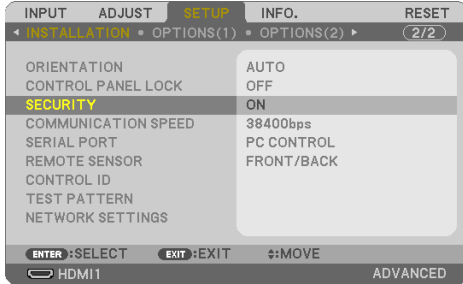 INPUT ADJUST SETUP INFO. RESET
◂ INSTALLATION • OPTIONS(1) • OPTIONS(2) ▸ 2/2
ORIENTATION AUTO
CONTROL PANEL LOCK OFF
SECURITY ON
COMMUNICATION SPEED 38400bps
SERIAL PORT PC CONTROL
REMOTE SENSOR FRONT/BACK
CONTROL ID
TEST PATTERN
NETWORK SETTINGS
ENTER :SELECT EXIT :EXIT ♦:MOVE
HDMI1 ADVANCED